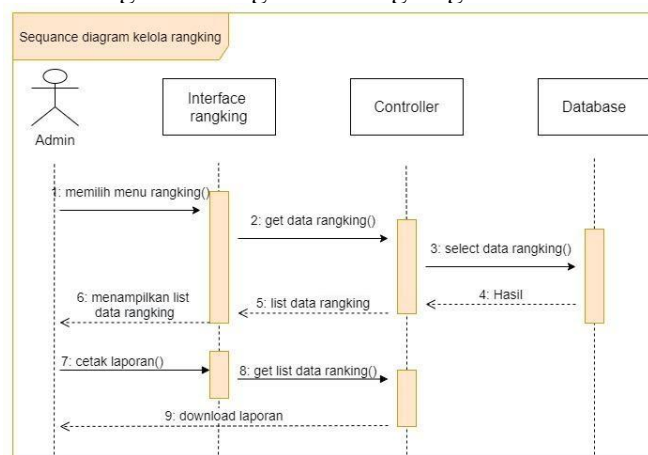 Sequance diagram kelola rangking
Interface
rangking
Controller
Database
Admin
1: memilih menu rangking()
2: get data rangking()
3: select data rangking()
4: Hasil
5: list data rangking
6: menampilkan list
data rangking
7: cetak laporan()
8: get list data ranking()
9: download laporan